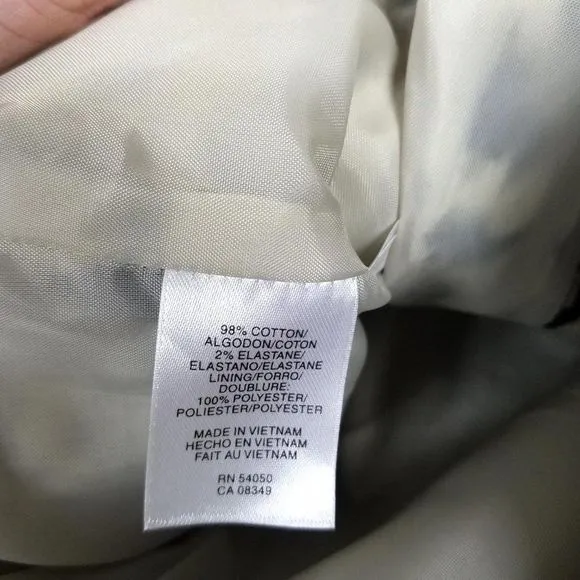 98% COTTON/
ALGODON/COTON
2% ELASTANE/
ELASTANO/ELASTANE
LINING/FORRO/
DOUBLURE:
100% POLYESTER/
POLIESTER/POLYESTER
MADE IN VIETNAM
HECHO EN VIETNAM
FAIT AU VIETNAM
RN 54050
CA 08349